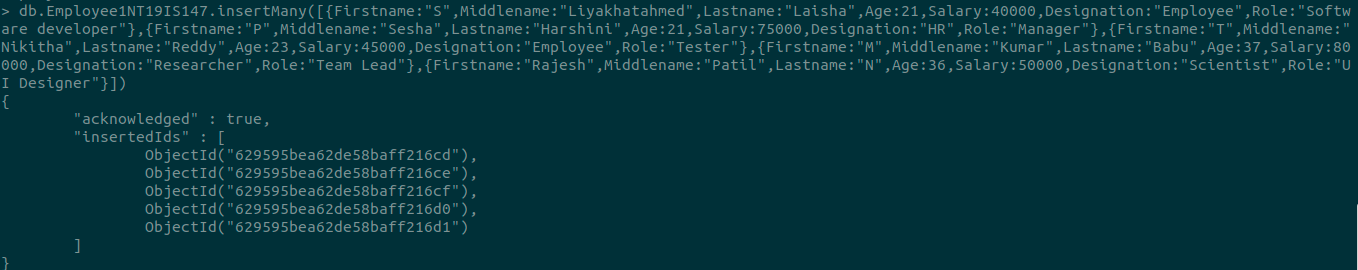 > db.Employee1NT19IS147.insertMany([{Firstname:"S",Middlename:"Liyakhatahmed",Lastname:"Laisha",Age:21,Salary:40000,Designation:"Employee",Role:"Softw
are developer"},{Firstname:"P",Middlename:"Sesha",Lastname:"Harshini",Age:21,Salary:75000,Designation:"HR",Role:"Manager"},{Firstname:"T",Middlename:"
Nikitha",Lastname:"Reddy",Age:23,Salary:45000,Designation:"Employee",Role:"Tester"},{Firstname:"M",Middlename:"Kumar",Lastname:"Babu",Age:37,Salary:80
000,Designation:"Researcher",Role:"Team Lead"},{Firstname:"Rajesh",Middlename:"Patil",Lastname:"N",Age:36,Salary:50000,Designation:"Scientist",Role:"U
I Designer"}])
{
        "acknowledged" : true,
        "insertedIds" : [
                ObjectId("629595bea62de58baff216cd"),
                ObjectId("629595bea62de58baff216ce"),
                ObjectId("629595bea62de58baff216cf"),
                ObjectId("629595bea62de58baff216d0"),
                ObjectId("629595bea62de58baff216d1")
        ]
}